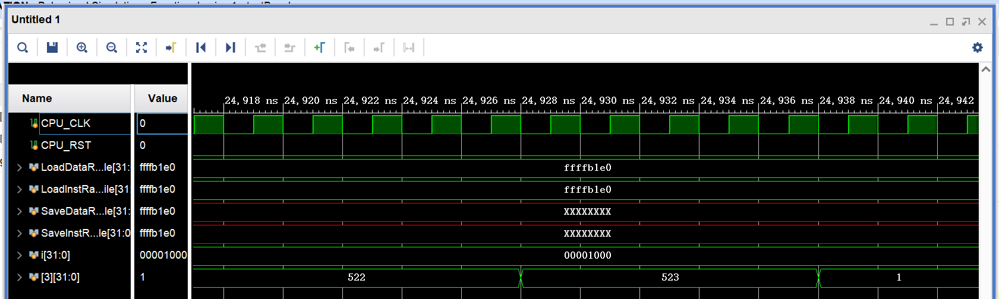 Untitled 1
Name Value
24,918 ns 24,920 ns 24,922 ns 24,924 ns 24,926 ns 24,928 ns 24,930 ns 24,932 ns 24,934 ns 24,936 ns 24,938 ns 24,940 ns 24,942
CPU_CLK 0
CPU_RST 0
LoadDataR...le[31: ffffb1e0 ffffb1e0
LoadInstRa...ile[31 ffffb1e0 ffffb1e0
SaveDataR...le[31: ffffb1e0 XXXXXXXX
SaveInstR...le[31:0 ffffb1e0 XXXXXXXX
i[31:0] 00001000 00001000
[3][31:0] 1 522 523 1